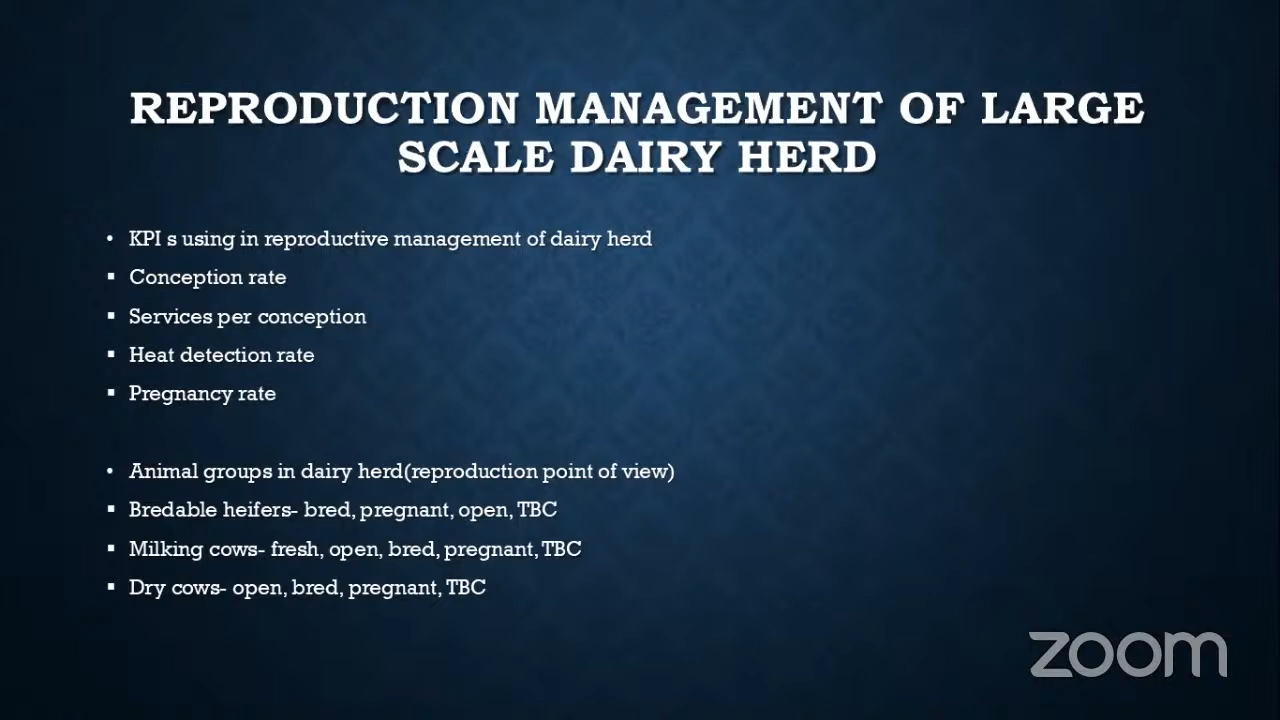 REPRODUCTION MANAGEMENT OF LARGE
SCALE DAIRY HERD
• KPI s using in reproductive management of dairy herd
▪ Conception rate
▪ Services per conception
▪ Heat detection rate
▪ Pregnancy rate
• Animal groups in dairy herd(reproduction point of view)
▪ Bredable heifers- bred, pregnant, open, TBC
▪ Milking cows- fresh, open, bred, pregnant, TBC
▪ Dry cows- open, bred, pregnant, TBC
zoom